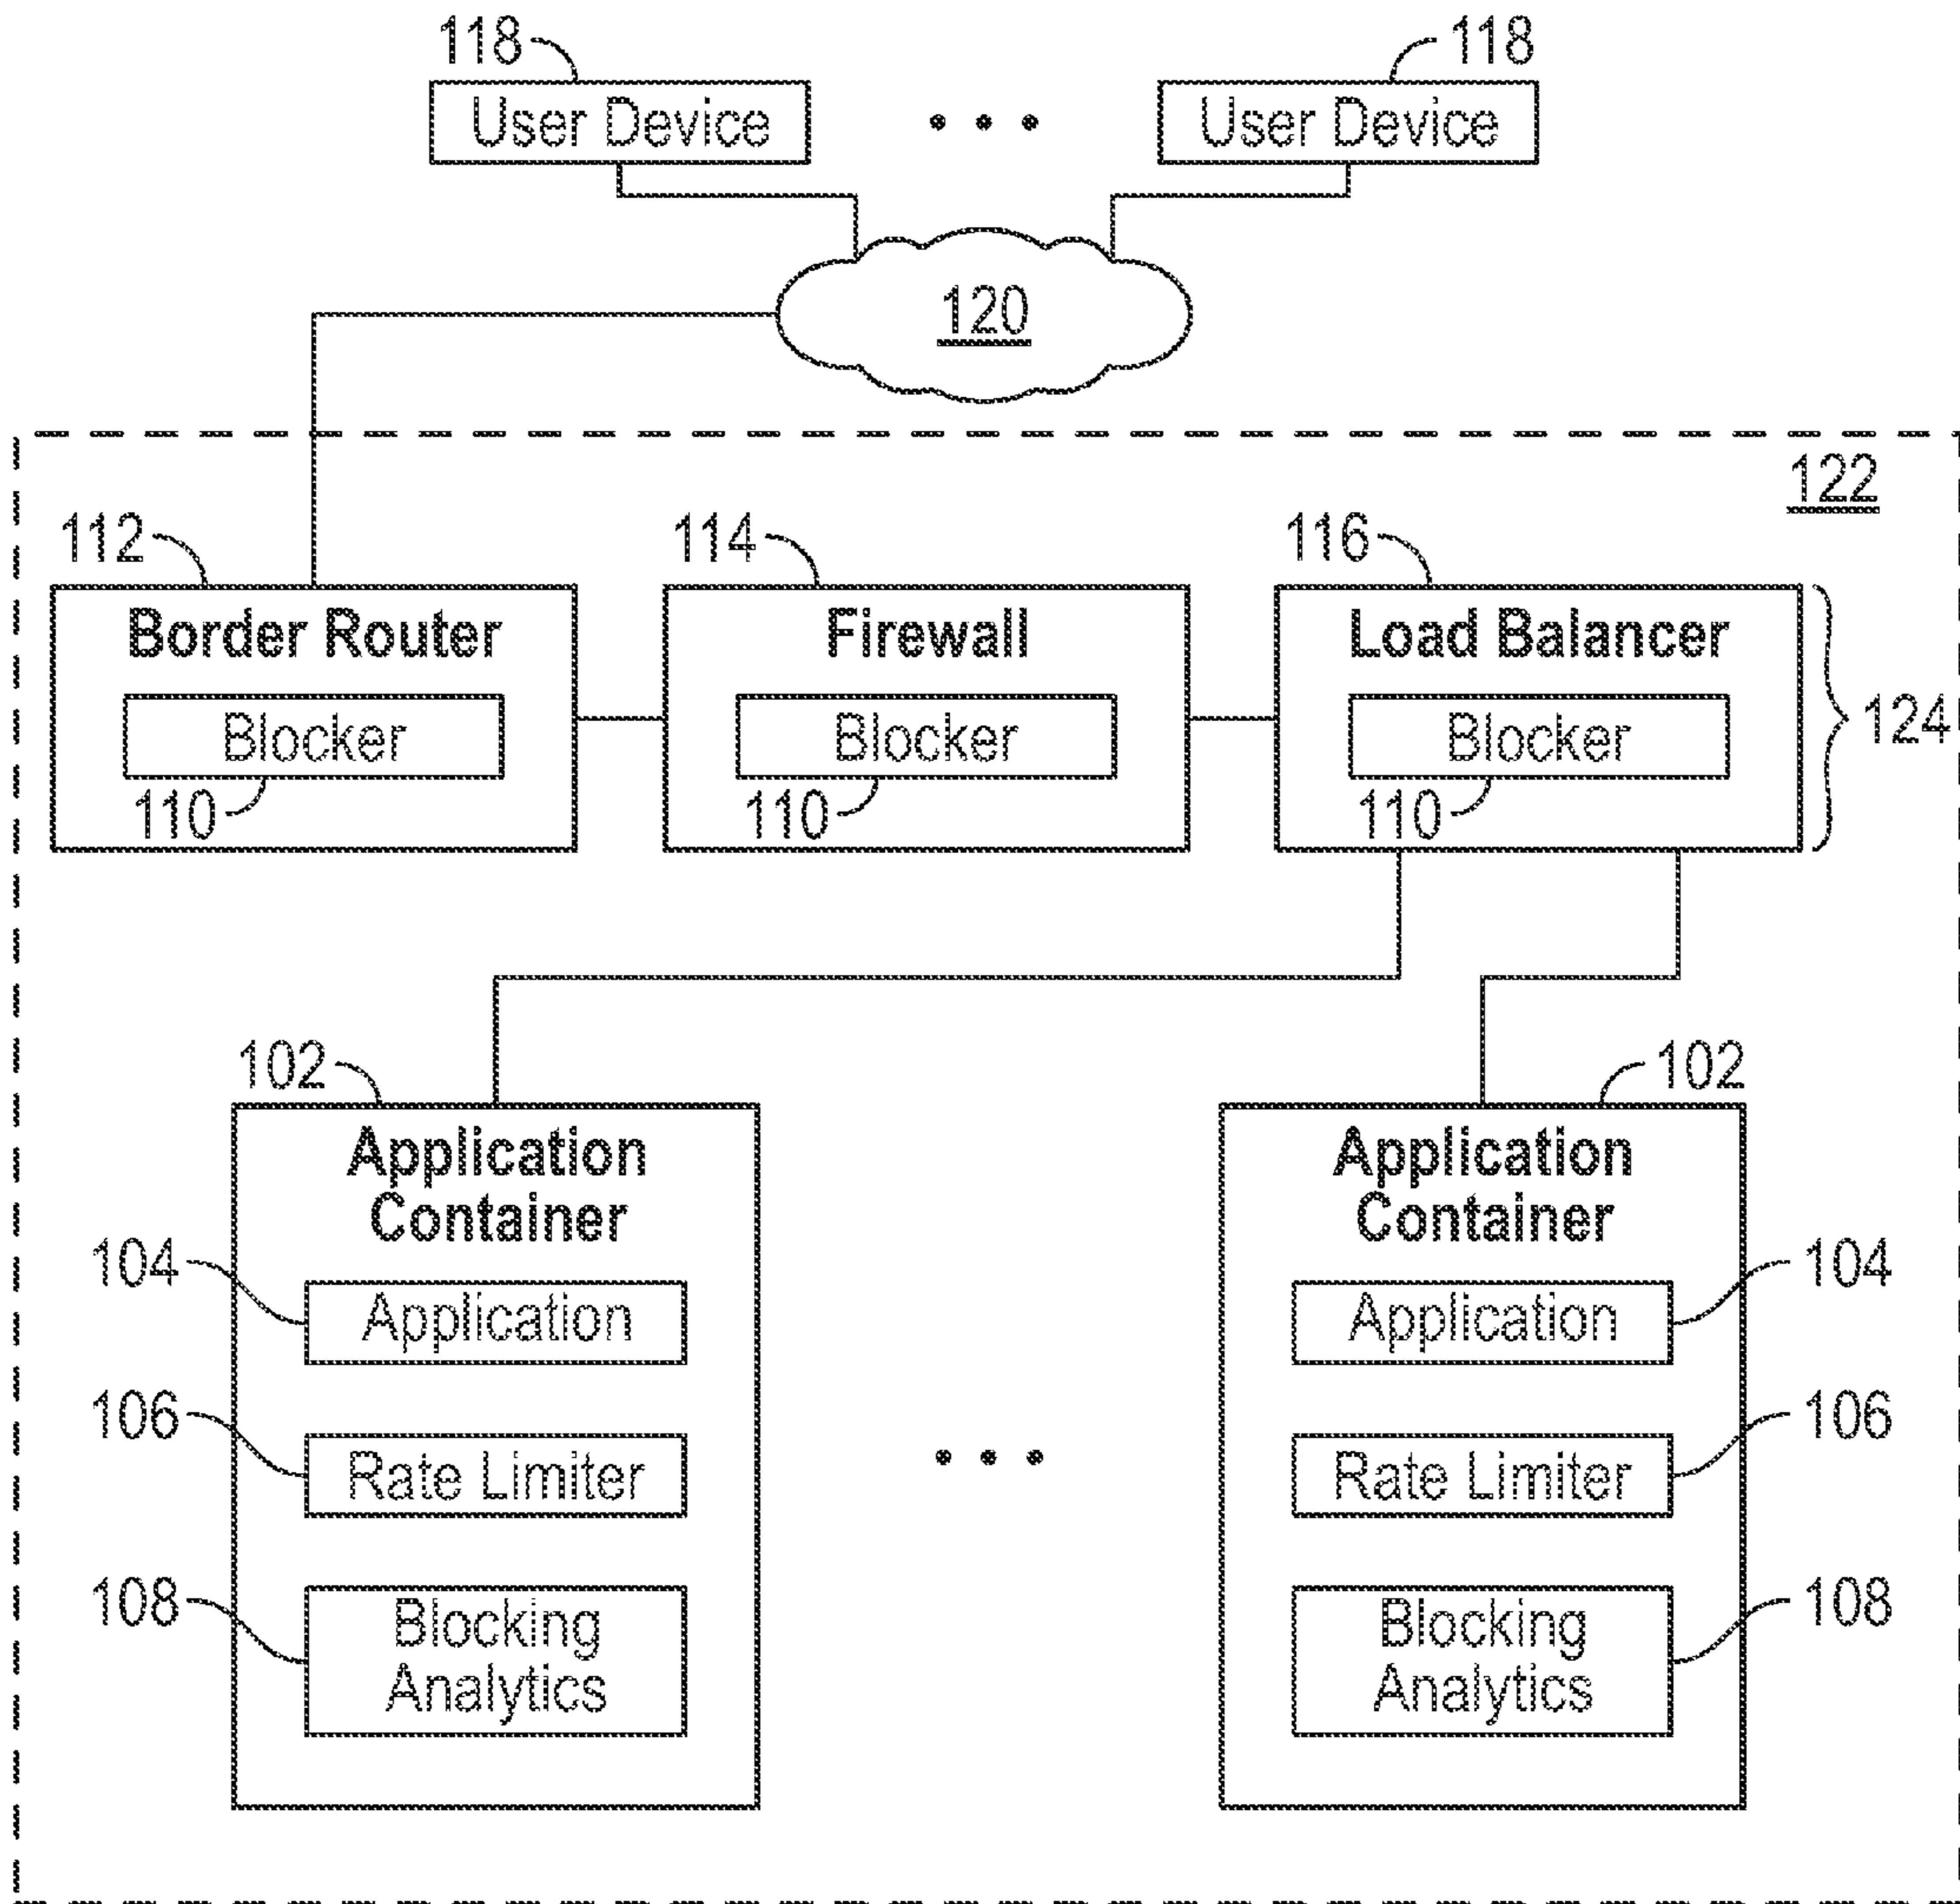 118 118
User Device User Device
120
122
112 114 116
Border Router Firewall Load Balancer
Blocker Blocker Blocker 124
110 110 110
102 102
Application Application
Container Container
104 Application Application 104
106 Rate Limiter Rate Limiter 106
108 Blocking Blocking 108
Analytics Analytics